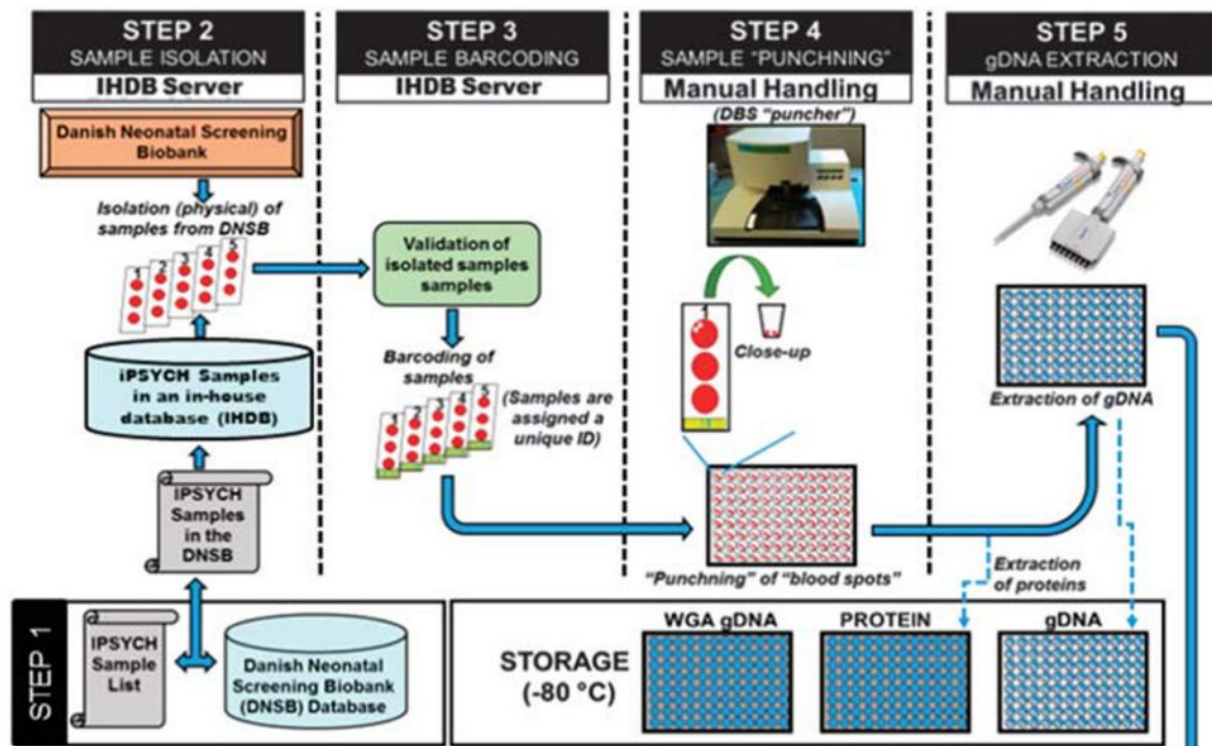 STEP 2
SAMPLE ISOLATION
IHDB Server
Danish Neonatal Screening
Biobank
Isolation (physical) of
samples from DNSB
1 2 3 4 5
iPSYCH Samples
in an in-house
database (IHDB)
IPSYCH
Samples
in the
DNSB
STEP 3
SAMPLE BARCODING
IHDB Server
Validation of
isolated samples
samples
Barcoding of
samples
1 2 3 4 5
(Samples are
assigned a
unique ID)
STEP 4
SAMPLE "PUNCHNING"
Manual Handling
(DBS "puncher")
1
Close-up
"Punchning" of "blood spots"
STEP 5
gDNA EXTRACTION
Manual Handling
Extraction of gDNA
Extraction
of proteins
STEP 1
IPSYCH
Sample
List
Danish Neonatal
Screening Biobank
(DNSB) Database
STORAGE
(-80 °C)
WGA gDNA
PROTEIN
gDNA